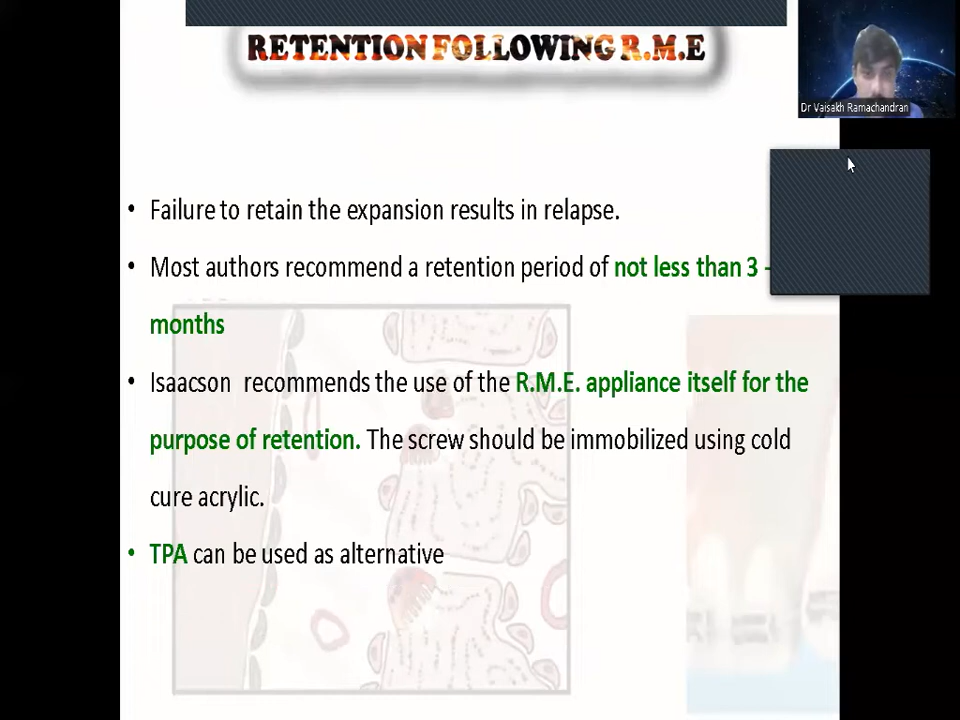 RETENTION FOLLOWING R.M.E
Dr Vaisakh Ramachandran
• Failure to retain the expansion results in relapse.
• Most authors recommend a retention period of not less than 3 -
months
• Isaacson recommends the use of the R.M.E. appliance itself for the
purpose of retention. The screw should be immobilized using cold
cure acrylic.
• TPA can be used as alternative